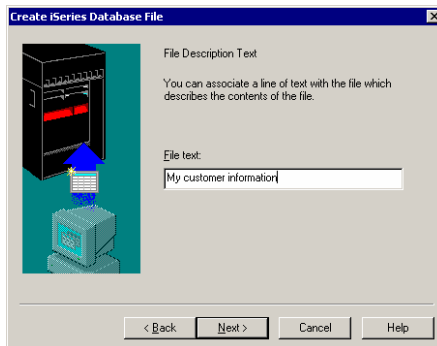 Create iSeries Database File
File Description Text
You can associate a line of text with the file which
describes the contents of the file.
File text:
My customer information
< Back
Next >
Cancel
Help